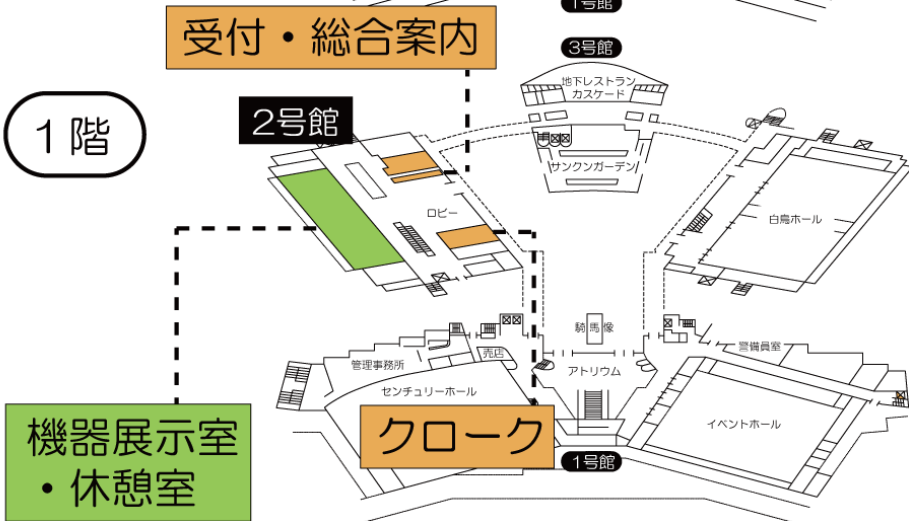 1号館
受付・総合案内
3号館
地下レストラン
カスケード
1階
2号館
サンクンガーデン
ロビー
白鳥ホール
騎馬像
売店
管理事務所
アトリウム
警備員室
センチュリーホール
機器展示室
・休憩室
クローク
イベントホール
1号館